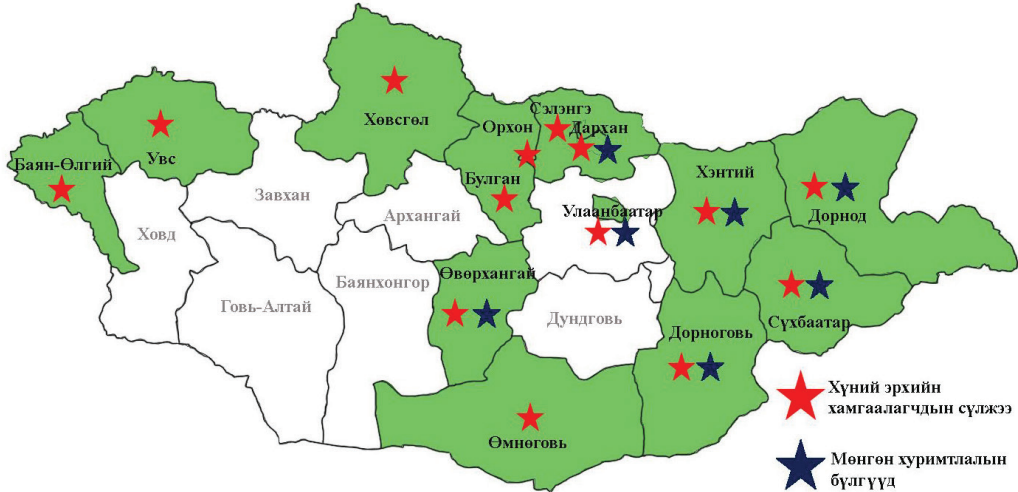 Хөвсгөл
Сэлэнгэ
Орхон
Дархан
Увс
Баян-Өлгий
Булган
Хэнтий
Завхан
Архангай
Улаанбаатар
Дорнод
Ховд
Баянхонгор
Өвөрхангай
Говь-Алтай
Дундговь
Дорноговь
Сүхбаатар
Өмнөговь
Хүний эрхийн
хамгаалагчдын сүлжээ
Мөнгөн хуримтлалын
бүлгүүд